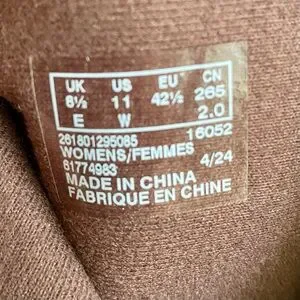 UK US EU CN
8½ 11 42½ 265
E W 2.0
261801295085 16052
WOMENS/FEMMES
61774983 4/24
MADE IN CHINA
FABRIQUE EN CHINE